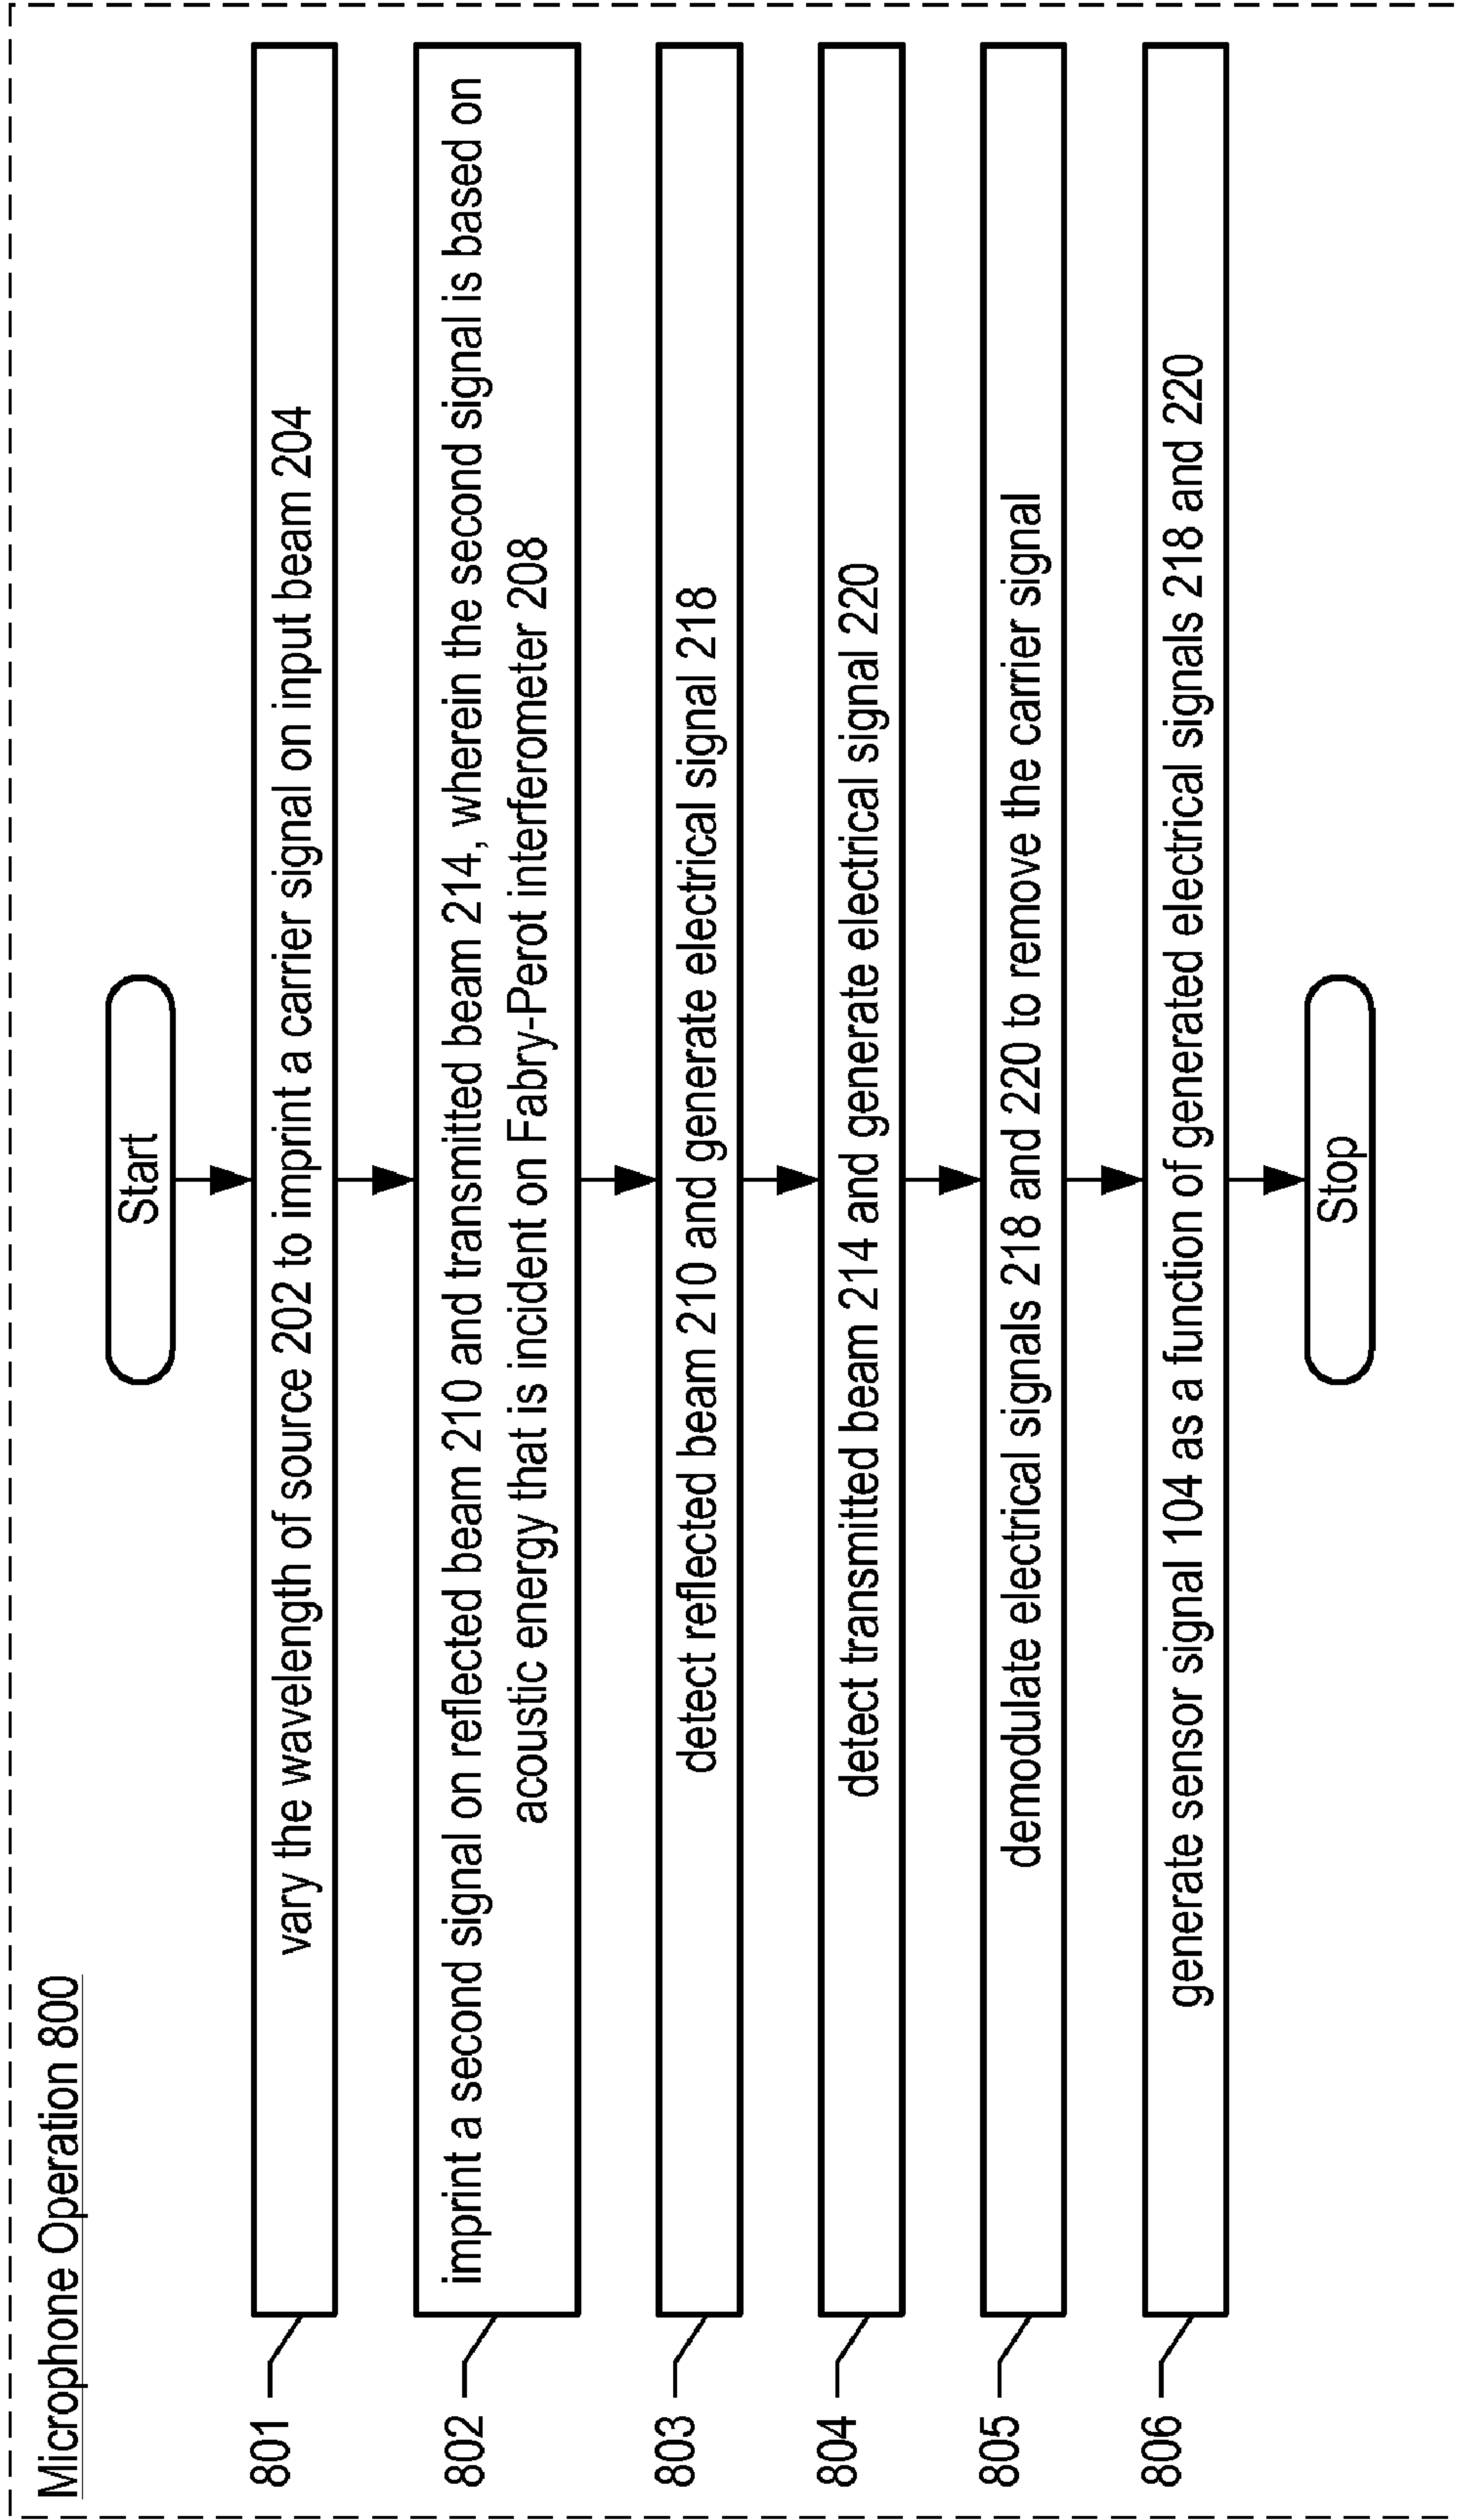 Microphone Operation 800
Start
801
vary the wavelength of source 202 to imprint a carrier signal on input beam 204
802
imprint a second signal on reflected beam 210 and transmitted beam 214, wherein the second signal is based on
acoustic energy that is incident on Fabry-Perot interferometer 208
803
detect reflected beam 210 and generate electrical signal 218
804
detect transmitted beam 214 and generate electrical signal 220
805
demodulate electrical signals 218 and 220 to remove the carrier signal
806
generate sensor signal 104 as a function of generated electrical signals 218 and 220
Stop